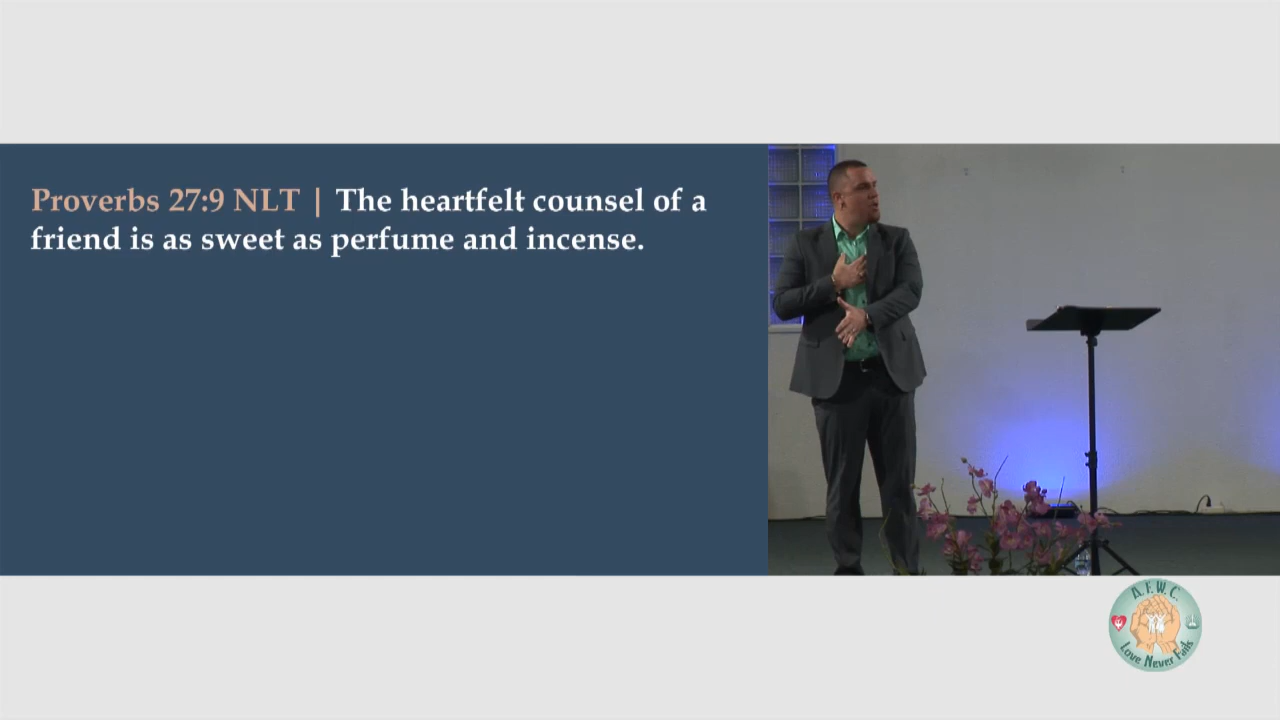 Proverbs 27:9 NLT | The heartfelt counsel of a
friend is as sweet as perfume and incense.
A.F.W.C.
Love Never Fails